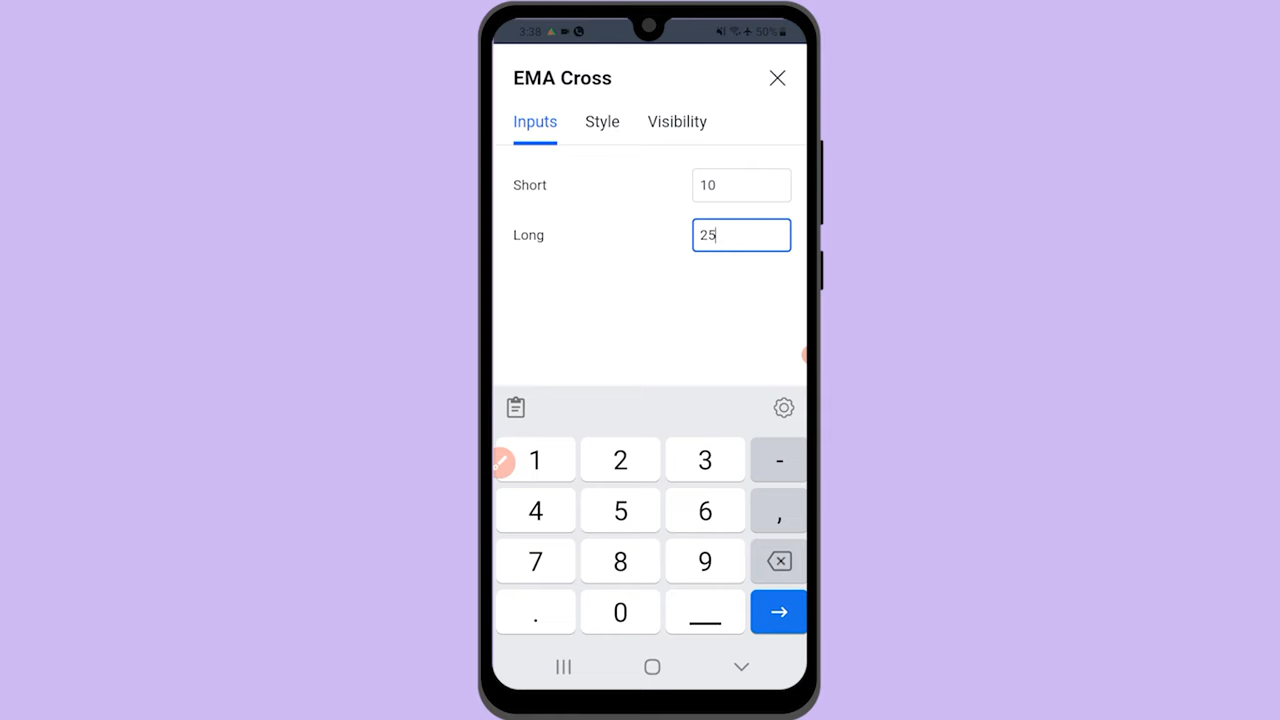 3:38 50%
EMA Cross
Inputs Style Visibility
Short 10
Long 25
1 2 3 -
4 5 6 ,
7 8 9
. 0